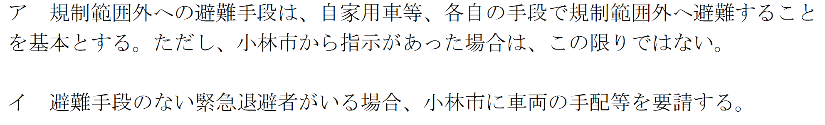 ア　規制範囲外への避難手段は、自家用車等、各自の手段で規制範囲外へ避難すること
を基本とする。ただし、小林市から指示があった場合は、この限りではない。
イ　避難手段のない緊急退避者がいる場合、小林市に車両の手配等を要請する。